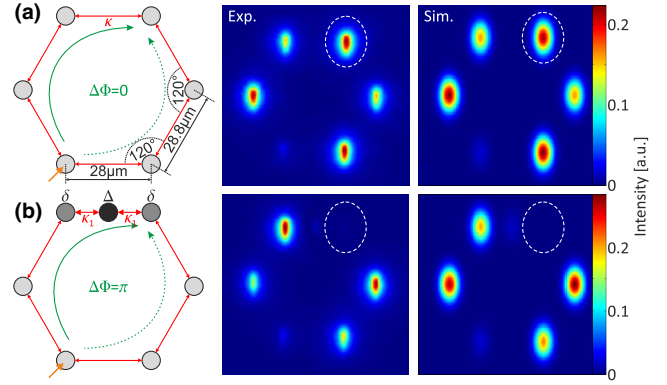 (a)
κ
Exp.
Sim.
ΔΦ=0
120°
120°
28.8μm
28μm
0.2
0.1
0
Intensity [a.u.]
(b)
δ
Δ
δ
κ₁
κ₁
ΔΦ=π
0.2
0.1
0